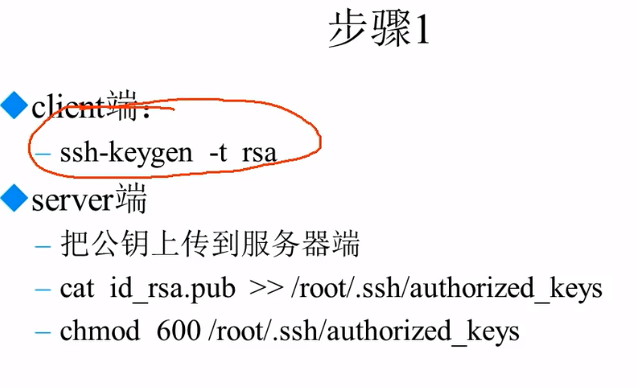 步骤1
client端：
– ssh-keygen -t rsa
server端
– 把公钥上传到服务器端
– cat id_rsa.pub >> /root/.ssh/authorized_keys
– chmod 600 /root/.ssh/authorized_keys